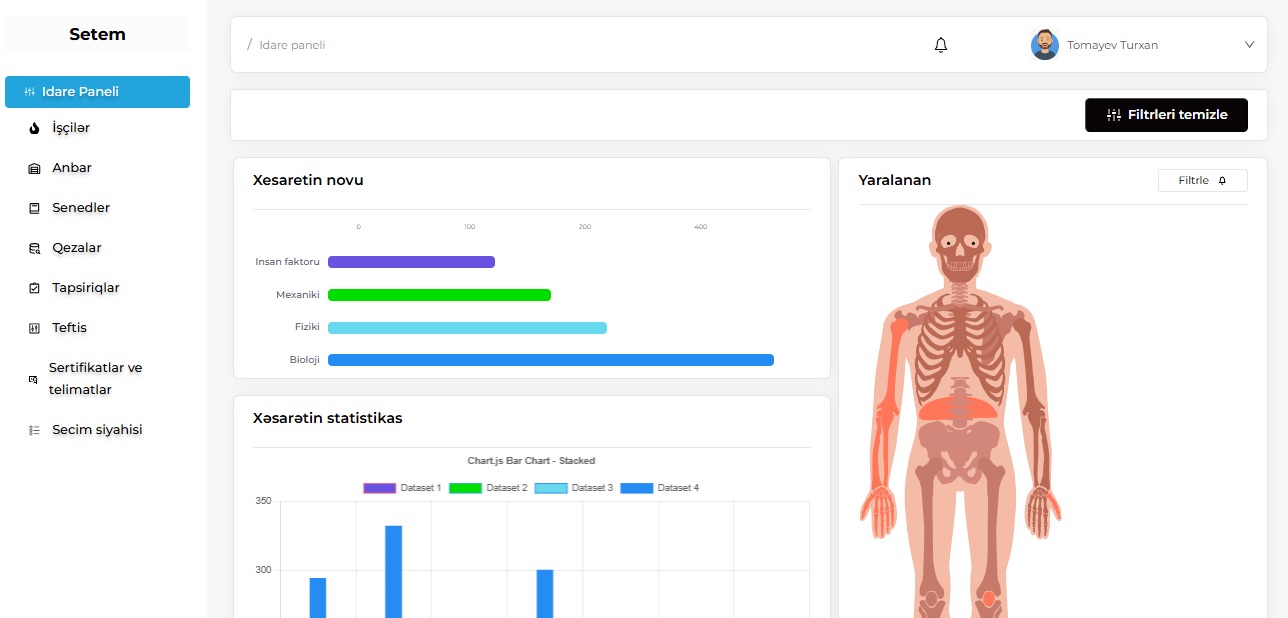 Setem
Idare Paneli
İşçilər
Anbar
Senedler
Qezalar
Tapsiriqlar
Teftis
Sertifikatlar ve
telimatlar
Secim siyahisi
/ Idare paneli
Tomayev Turxan
Filtrleri temizle
Xesaretin novu
0 100 200 400
Insan faktoru
Mexaniki
Fiziki
Bioloji
Xəsarətin statistikas
Chart.js Bar Chart - Stacked
Dataset 1 Dataset 2 Dataset 3 Dataset 4
350
300
Yaralanan
Filtrle